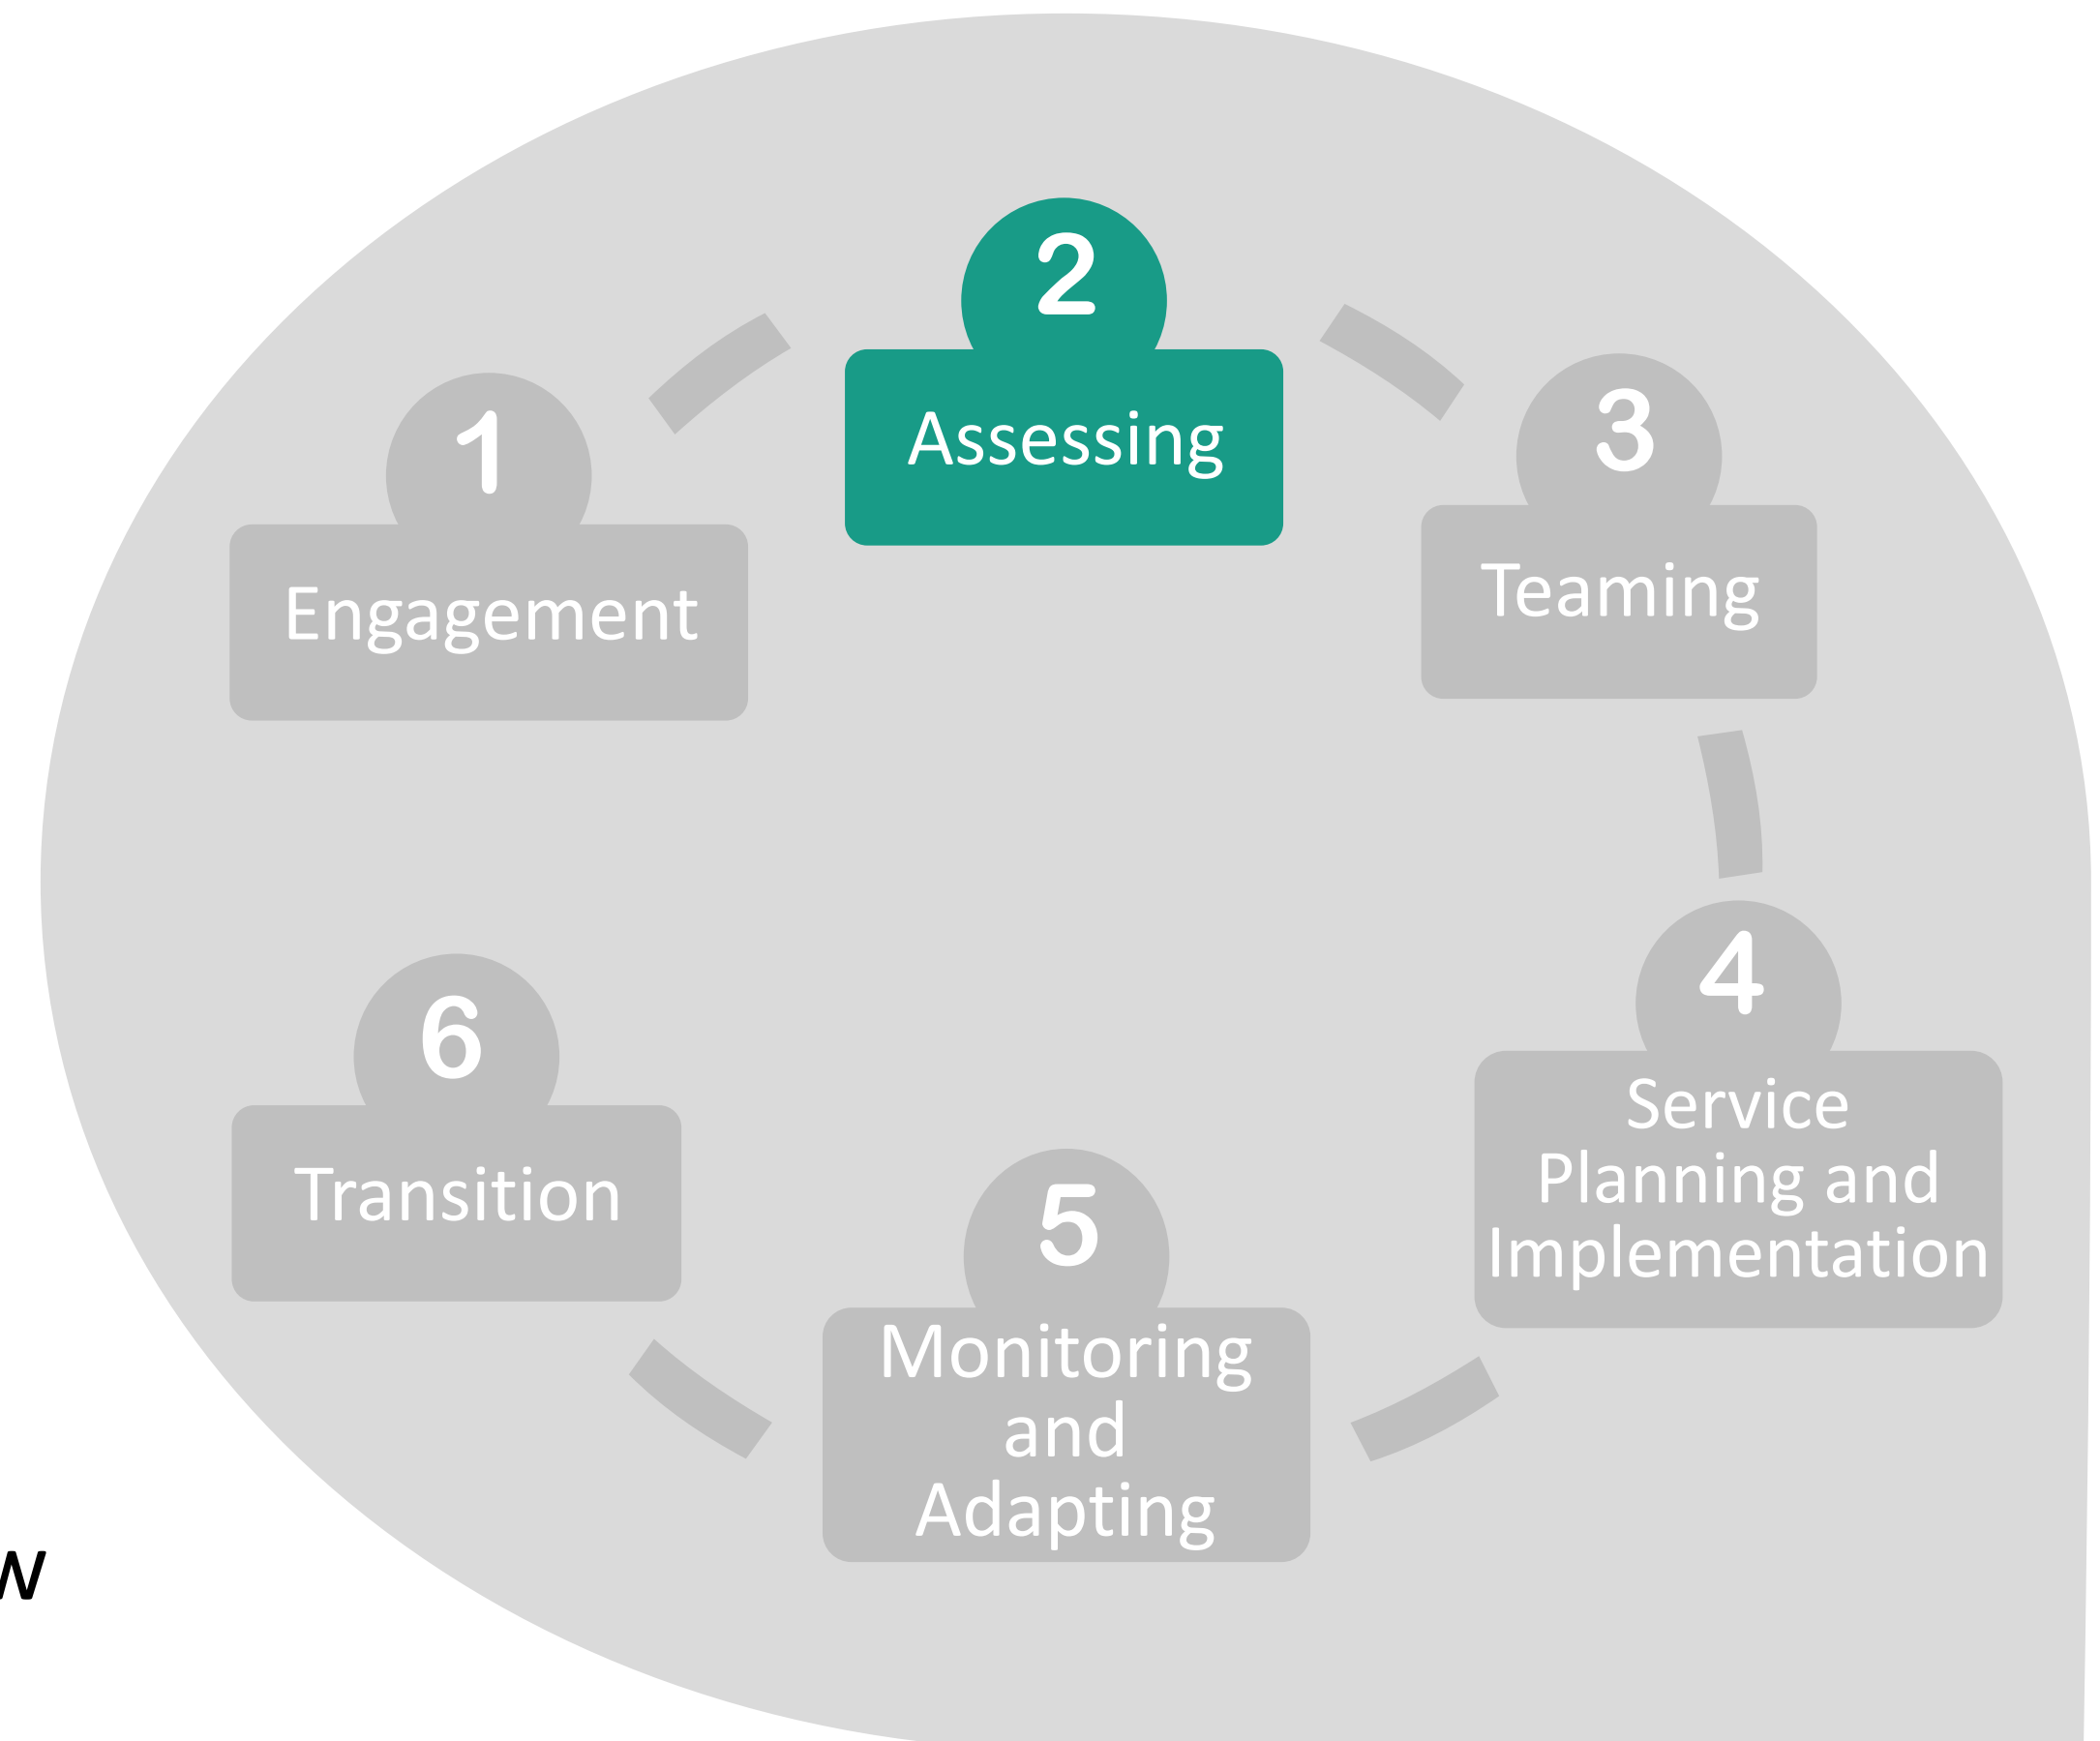 1
Engagement
2
Assessing
3
Teaming
4
Service
Planning and
Implementation
5
Monitoring
and
Adapting
6
Transition
w